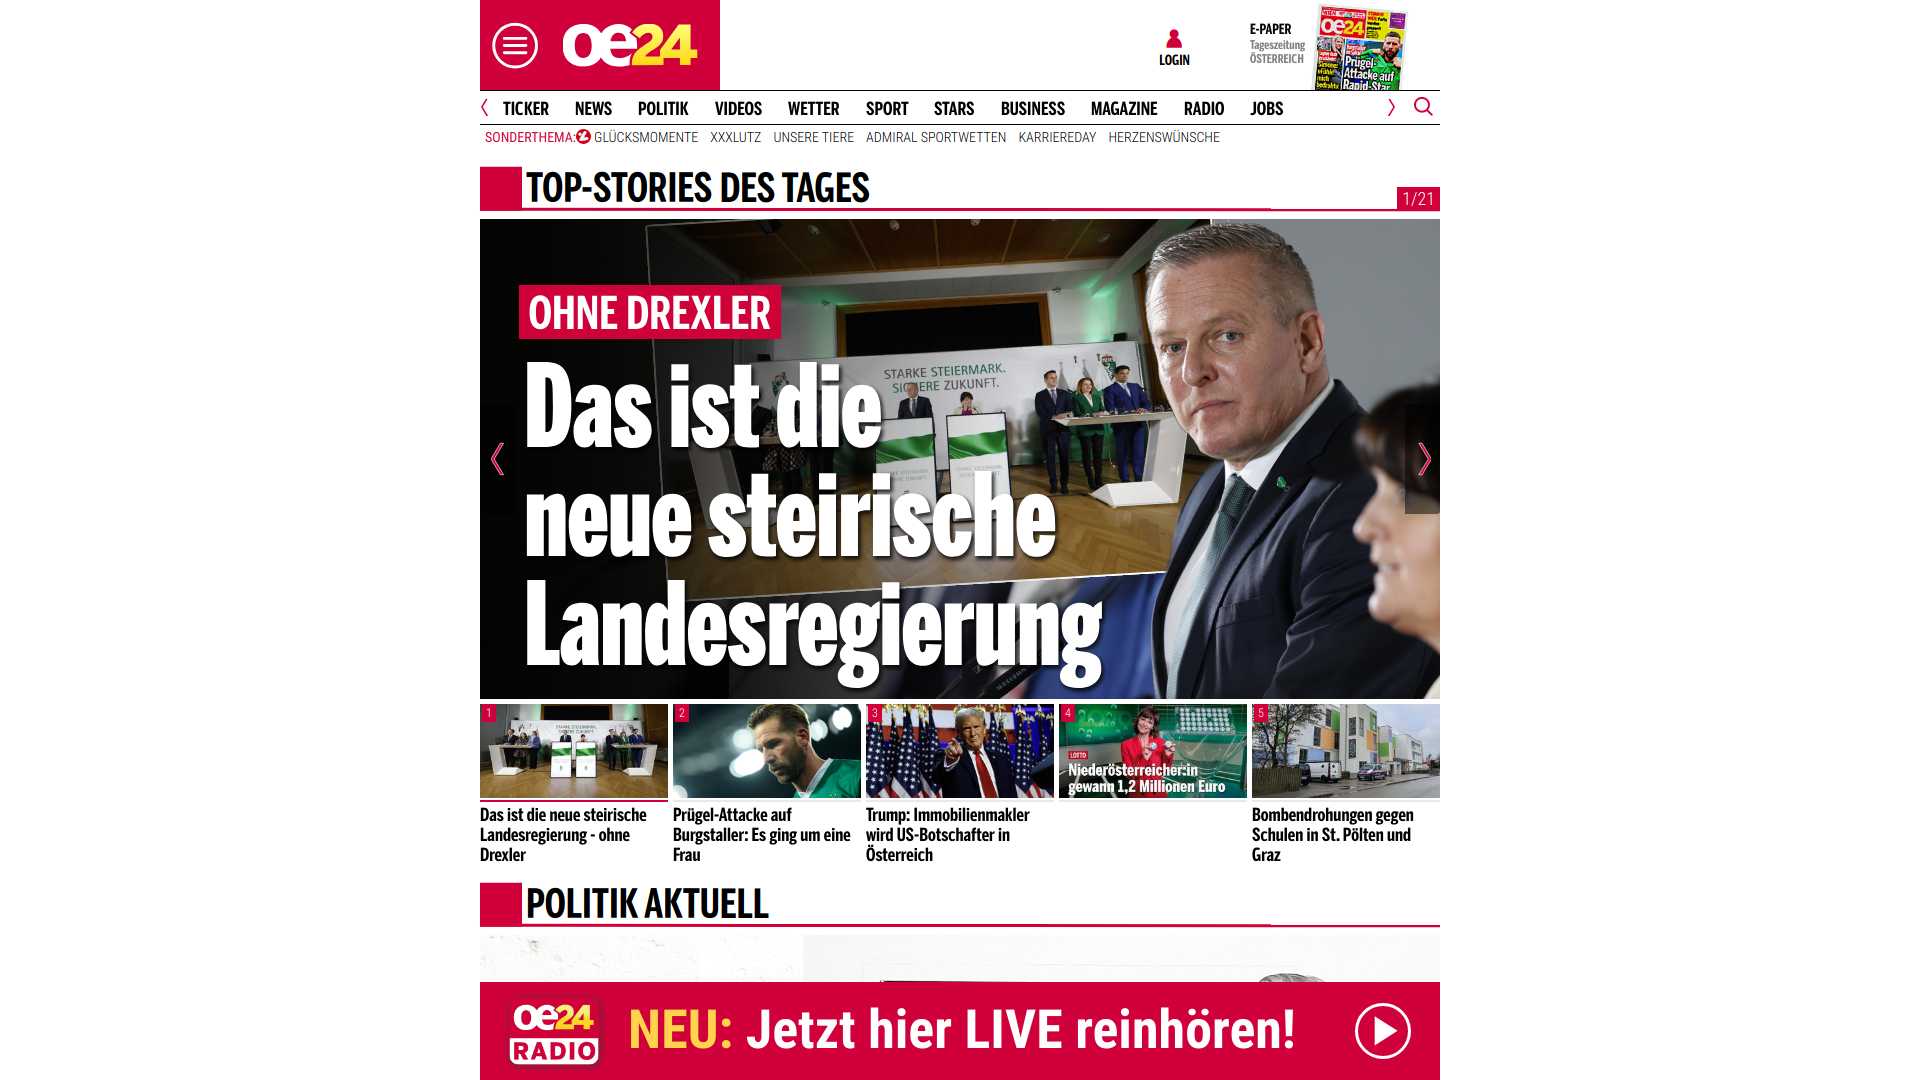 oe24
LOGIN
E-PAPER
Tageszeitung
ÖSTERREICH
oe24
Prügel-
Attacke auf
Rapid-Star
TICKER NEWS POLITIK VIDEOS WETTER SPORT STARS BUSINESS MAGAZINE RADIO JOBS
SONDERTHEMA: GLÜCKSMOMENTE XXXLUTZ UNSERE TIERE ADMIRAL SPORTWETTEN KARRIEREDAY HERZENSWÜNSCHE
TOP-STORIES DES TAGES
1/21
STARKE STEIERMARK.
SICHERE ZUKUNFT.
OHNE DREXLER
Das ist die
neue steirische
Landesregierung
1
2
3
4
5
LOTTO
Niederösterreicher:in
gewann 1,2 Millionen Euro
Das ist die neue steirische
Landesregierung - ohne
Drexler
Prügel-Attacke auf
Burgstaller: Es ging um eine
Frau
Trump: Immobilienmakler
wird US-Botschafter in
Österreich
Bombendrohungen gegen
Schulen in St. Pölten und
Graz
POLITIK AKTUELL
oe24
RADIO
NEU: Jetzt hier LIVE reinhören!